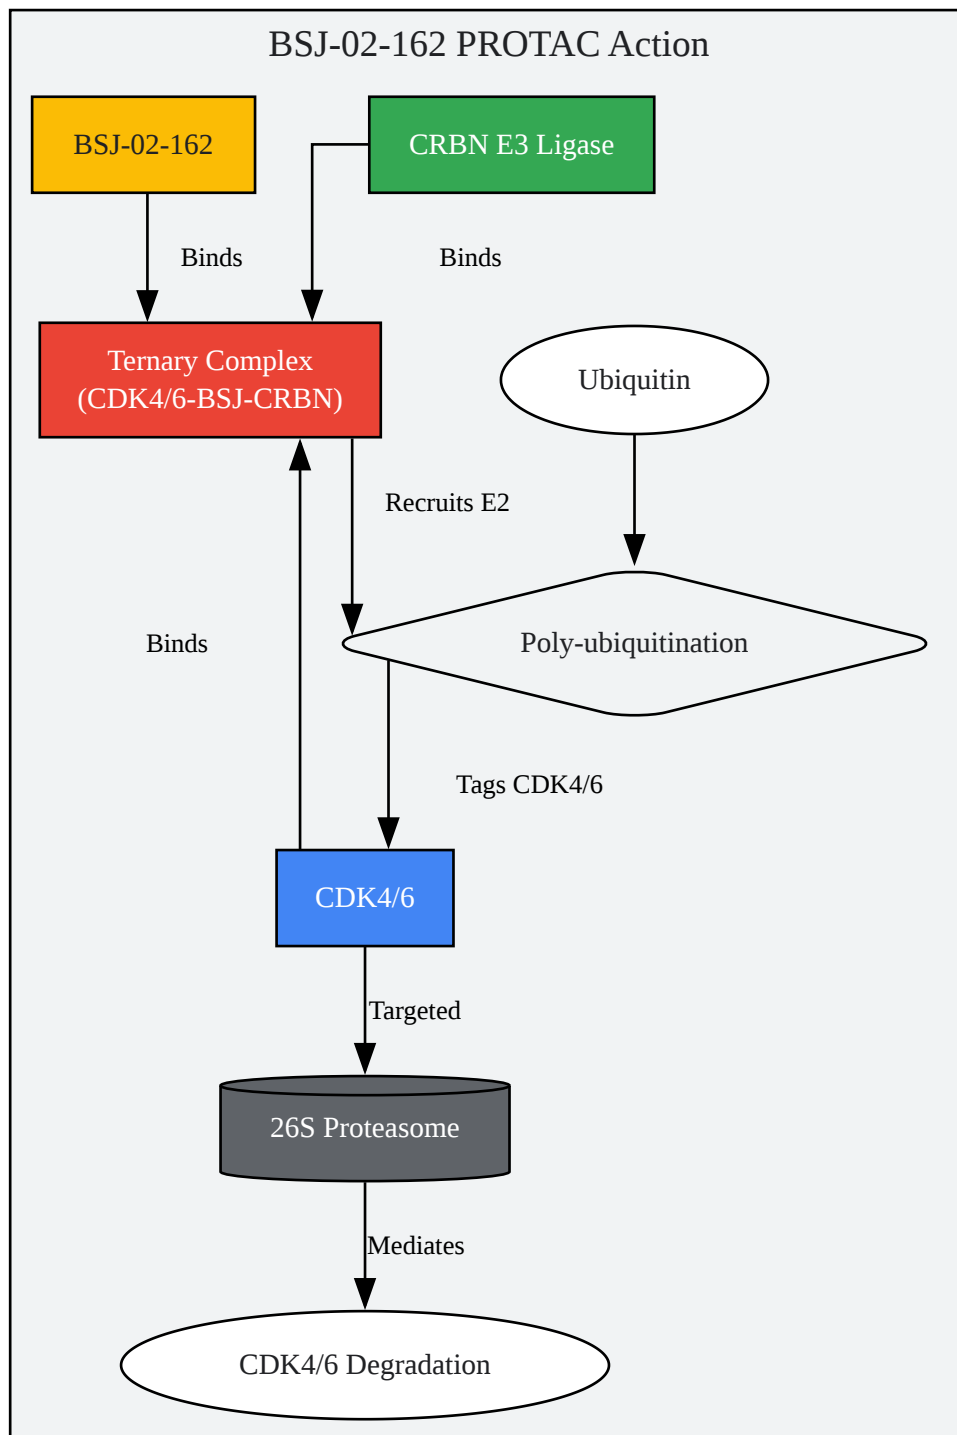 BSJ-02-162 PROTAC Action
BSJ-02-162
CRBN E3 Ligase
Binds
Binds
Ternary Complex
(CDK4/6-BSJ-CRBN)
Ubiquitin
Recruits E2
Binds
Poly-ubiquitination
Tags CDK4/6
CDK4/6
Targeted
26S Proteasome
Mediates
CDK4/6 Degradation